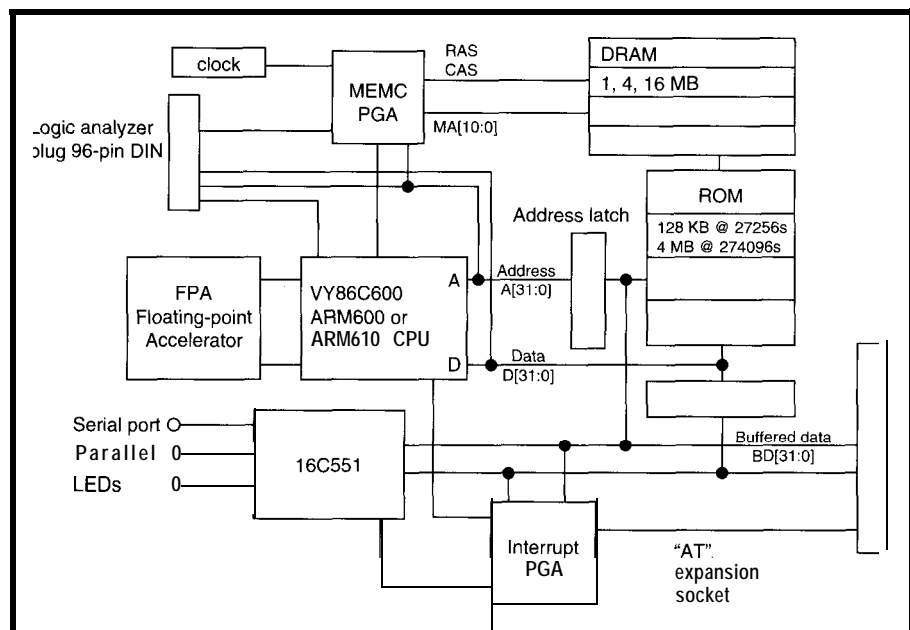 clock
MEMC
PGA
RAS
CAS
MA[10:0]
DRAM
1, 4, 16 MB
Logic analyzer
plug 96-pin DIN
ROM
128 KB @ 27256s
4 MB @ 274096s
Address latch
FPA
Floating-point
Accelerator
VY86C600
ARM600 or
ARM610 CPU
A
D
Address
A[31:0]
Data
D[31:0]
Serial port
Parallel 0
LEDs 0
16C551
Buffered data
BD[31:0]
Interrupt
PGA
"AT".
expansion
socket